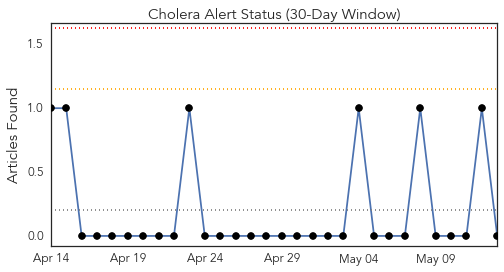 Cholera Alert Status (30-Day Window)
Articles Found
1.5
1.0
0.5
0.0
Apr 14
Apr 19
Apr 24
Apr 29
May 04
May 09